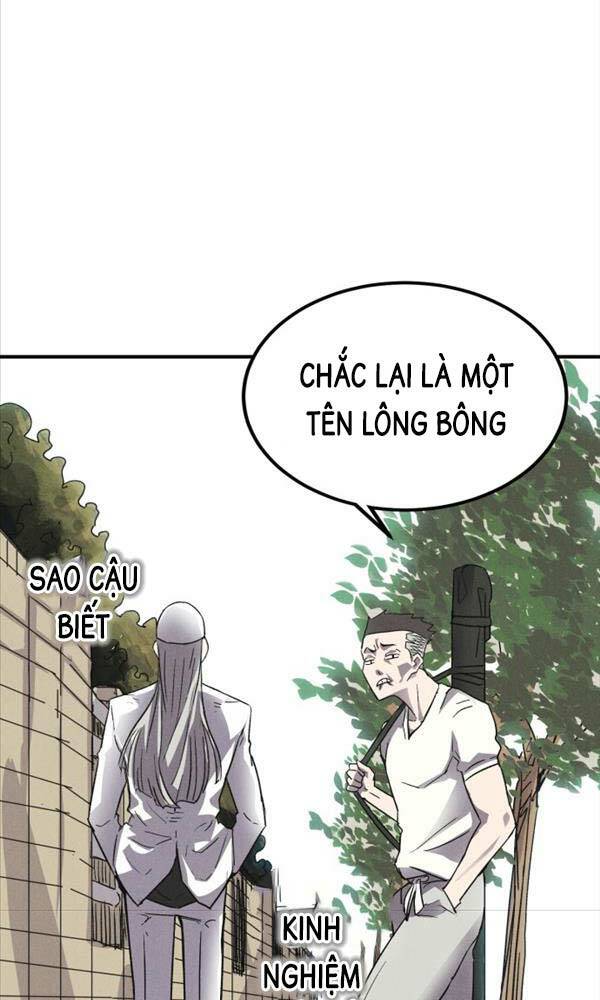 CHẮC LẠI LÀ MỘT
TÊN LÔNG BÔNG
SAO CẬU
BIẾT
KINH
NGHIỆM